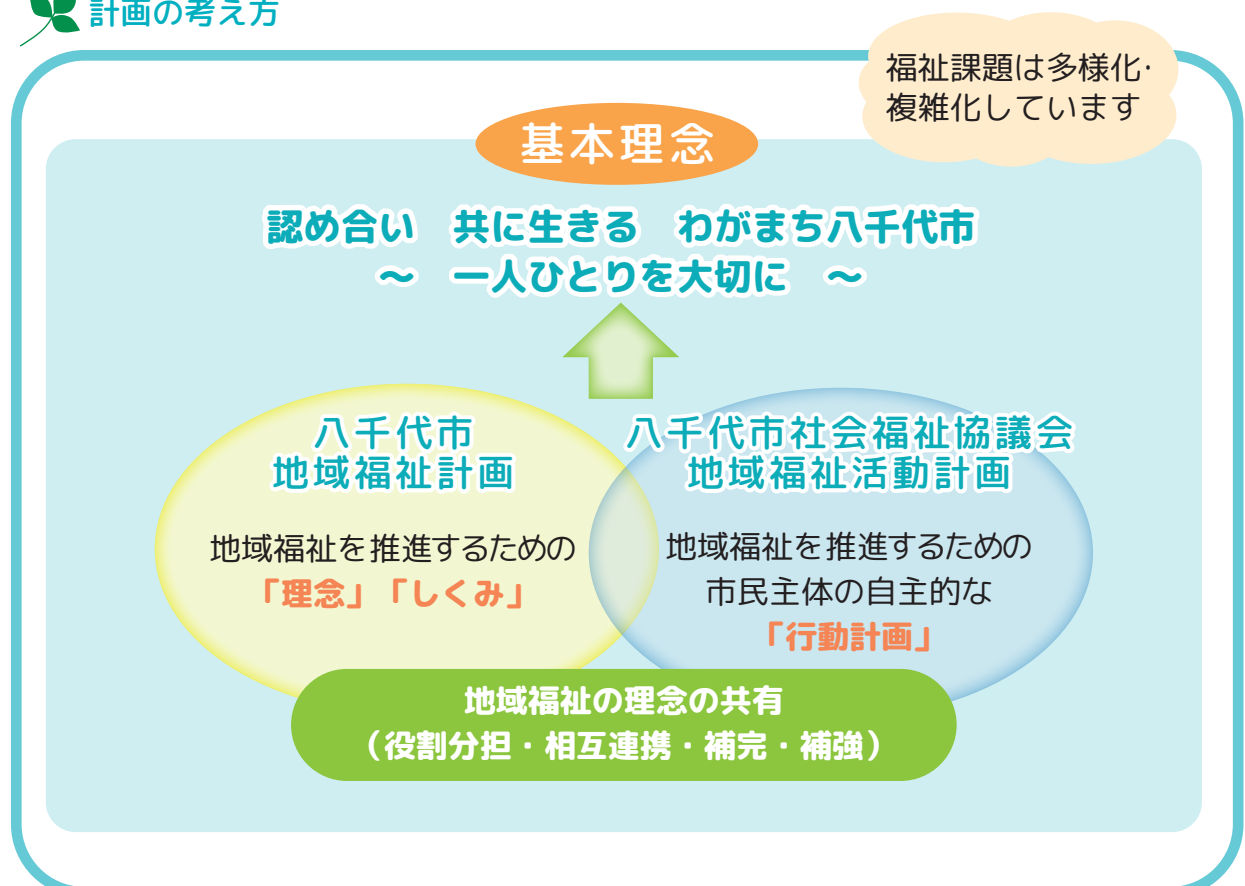 計画の考え方
福祉課題は多様化・
複雑化しています
基本理念
認め合い　共に生きる　わがまち八千代市
～　一人ひとりを大切に　～
八千代市
地域福祉計画
地域福祉を推進するための
「理念」「しくみ」
八千代市社会福祉協議会
地域福祉活動計画
地域福祉を推進するための
市民主体の自主的な
「行動計画」
地域福祉の理念の共有
（役割分担・相互連携・補完・補強）